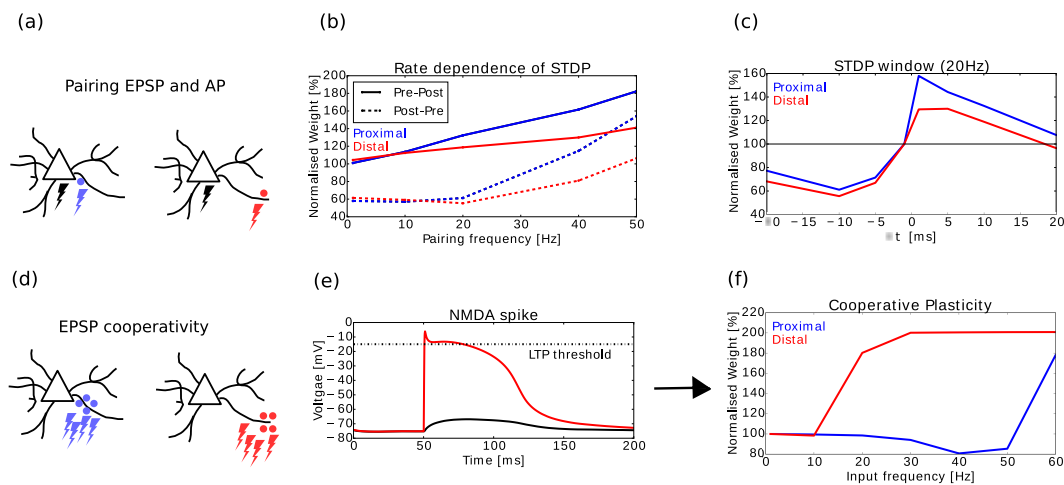 (a)
Pairing EPSP and AP
(b)
Rate dependence of STDP
Normalised Weight [%]
200
180
160
140
120
100
80
60
40
Pre-Post
Post-Pre
Proximal
Distal
0 10 20 30 40 50
Pairing frequency [Hz]
(c)
STDP window (20Hz)
Normalised Weight [%]
160
140
120
100
80
60
40
Proximal
Distal
−10 −5 0 5 10 15 20
t [ms]
(d)
EPSP cooperativity
(e)
NMDA spike
Voltgae [mV]
0
−10
−20
−30
−40
−50
−60
−70
−80
LTP threshold
0 50 100 150 200
Time [ms]
(f)
Cooperative Plasticity
Normalised Weight [%]
220
200
180
160
140
120
100
80
60
Proximal
Distal
0 10 20 30 40 50 60
Input frequency [Hz]